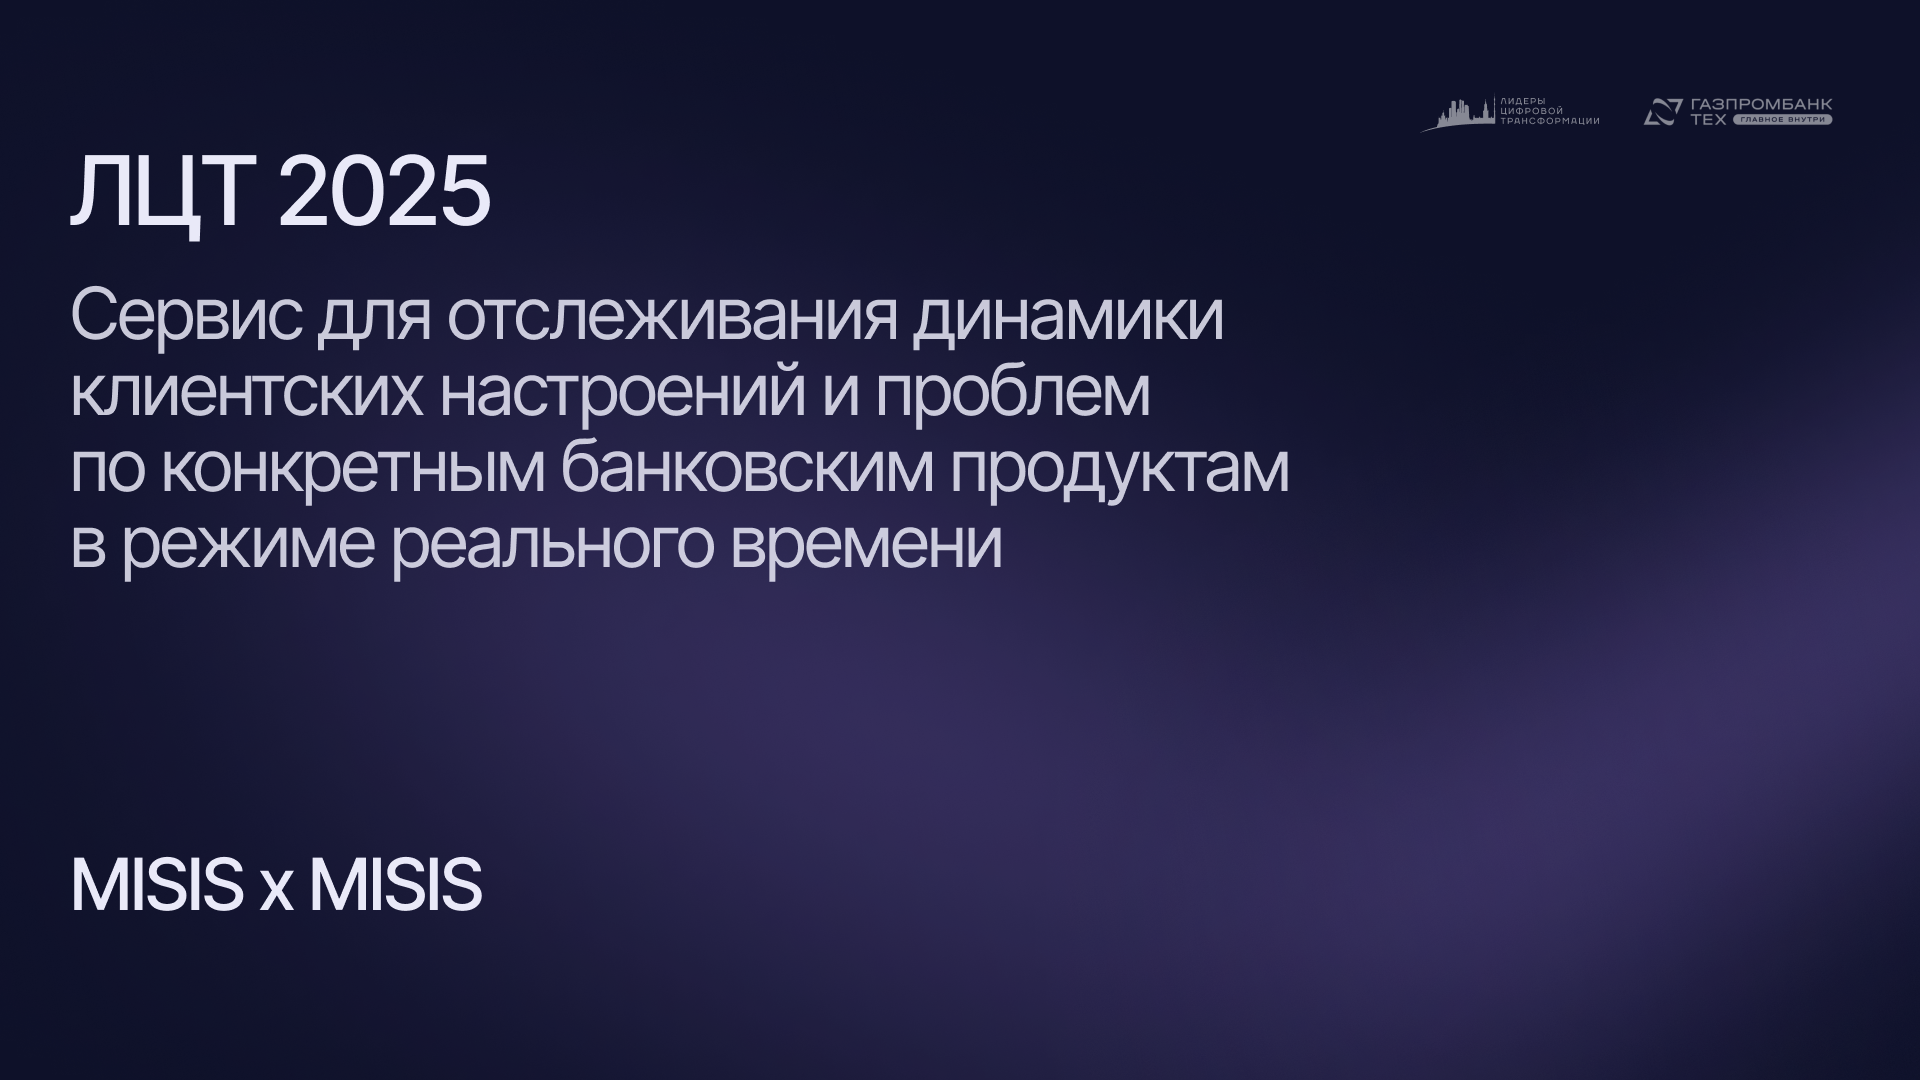 ЛИДЕРЫ
ЦИФРОВОЙ
ТРАНСФОРМАЦИИ
ГАЗПРОМБАНК
ТЕХ ГЛАВНОЕ ВНУТРИ
ЛЦТ 2025
Сервис для отслеживания динамики
клиентских настроений и проблем
по конкретным банковским продуктам
в режиме реального времени
MISIS x MISIS